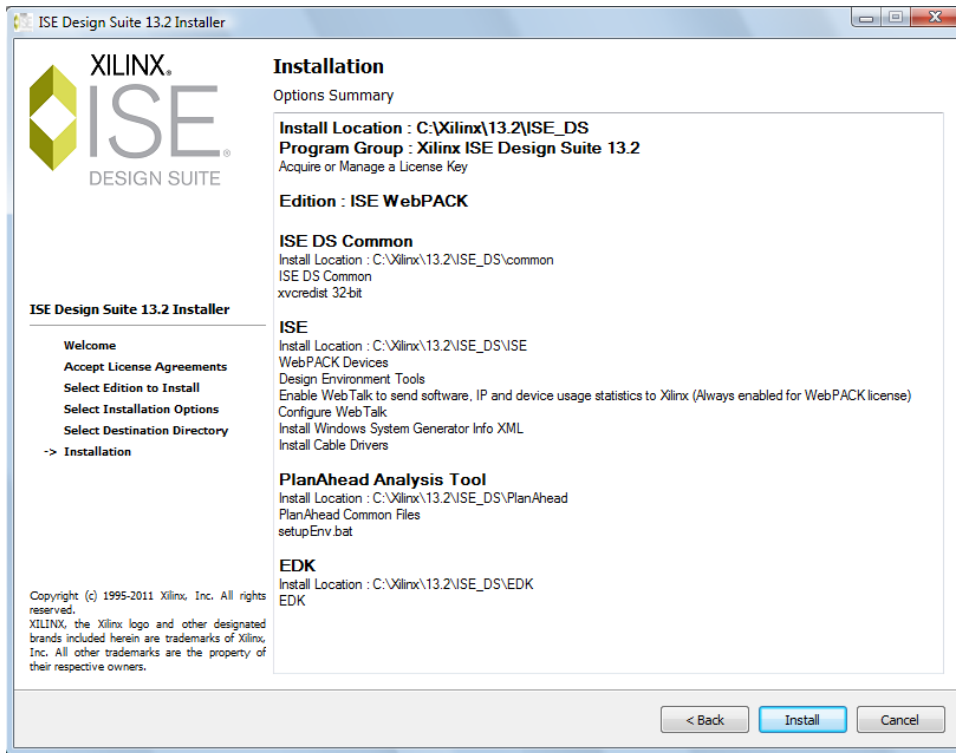 ISE Design Suite 13.2 Installer
XILINX®
ISE®
DESIGN SUITE
ISE Design Suite 13.2 Installer
Welcome
Accept License Agreements
Select Edition to Install
Select Installation Options
Select Destination Directory
-> Installation
Copyright (c) 1995-2011 Xilinx, Inc. All rights
reserved.
XILINX, the Xilinx logo and other designated
brands included herein are trademarks of Xilinx,
Inc. All other trademarks are the property of
their respective owners.
Installation
Options Summary
Install Location : C:\Xilinx\13.2\ISE_DS
Program Group : Xilinx ISE Design Suite 13.2
Acquire or Manage a License Key
Edition : ISE WebPACK
ISE DS Common
Install Location : C:\Xilinx\13.2\ISE_DS\common
ISE DS Common
xvcredist 32-bit
ISE
Install Location : C:\Xilinx\13.2\ISE_DS\ISE
WebPACK Devices
Design Environment Tools
Enable WebTalk to send software, IP and device usage statistics to Xilinx (Always enabled for WebPACK license)
Configure WebTalk
Install Windows System Generator Info XML
Install Cable Drivers
PlanAhead Analysis Tool
Install Location : C:\Xilinx\13.2\ISE_DS\PlanAhead
PlanAhead Common Files
setupEnv.bat
EDK
Install Location : C:\Xilinx\13.2\ISE_DS\EDK
EDK
< Back
Install
Cancel